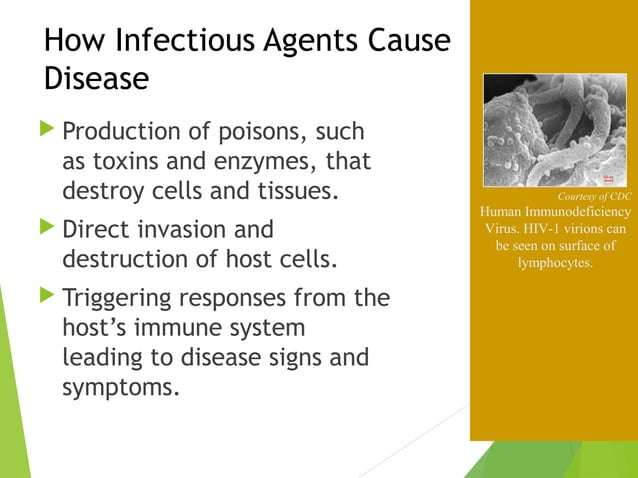 How Infectious Agents Cause
Disease
Production of poisons, such
as toxins and enzymes, that
destroy cells and tissues.
Direct invasion and
destruction of host cells.
Triggering responses from the
host’s immune system
leading to disease signs and
symptoms.
Courtesy of CDC
Human Immunodeficiency
Virus. HIV-1 virions can
be seen on surface of
lymphocytes.